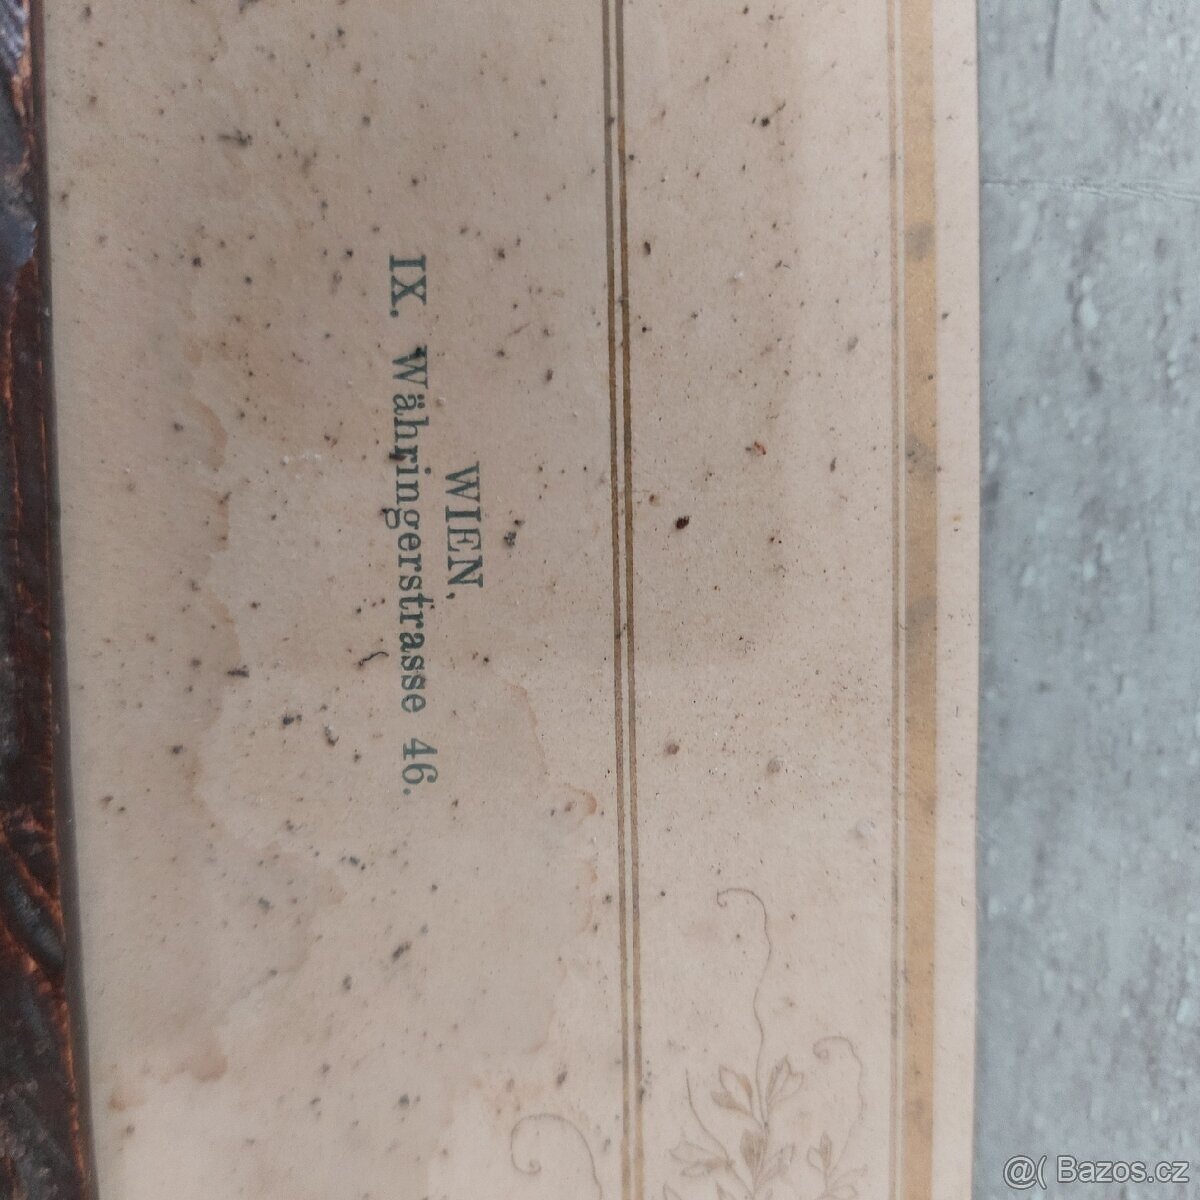 WIEN,
IX. Währingerstrasse 46.
@( Bazos.cz